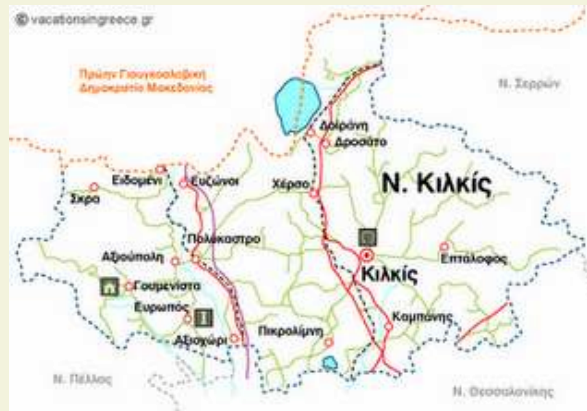 © vacationsingreece.gr
Πρώην Γιουγκοσλαβική
Δημοκρατία Μακεδονίας
Ν. Σερρών
Δοϊράνη
Δροσάτο
Ειδομένη
Εύζωνοι
Χέρσο
Ν. Κιλκίς
Σκρα
Πολύκαστρο
Αξιούπολη
Επτάλοφος
Κιλκίς
Γουμένισσα
Ευρωπός
Καμπάνης
Αξιοχώρι
Πικρολίμνη
Ν. Πέλλας
Ν. Θεσσαλονίκης